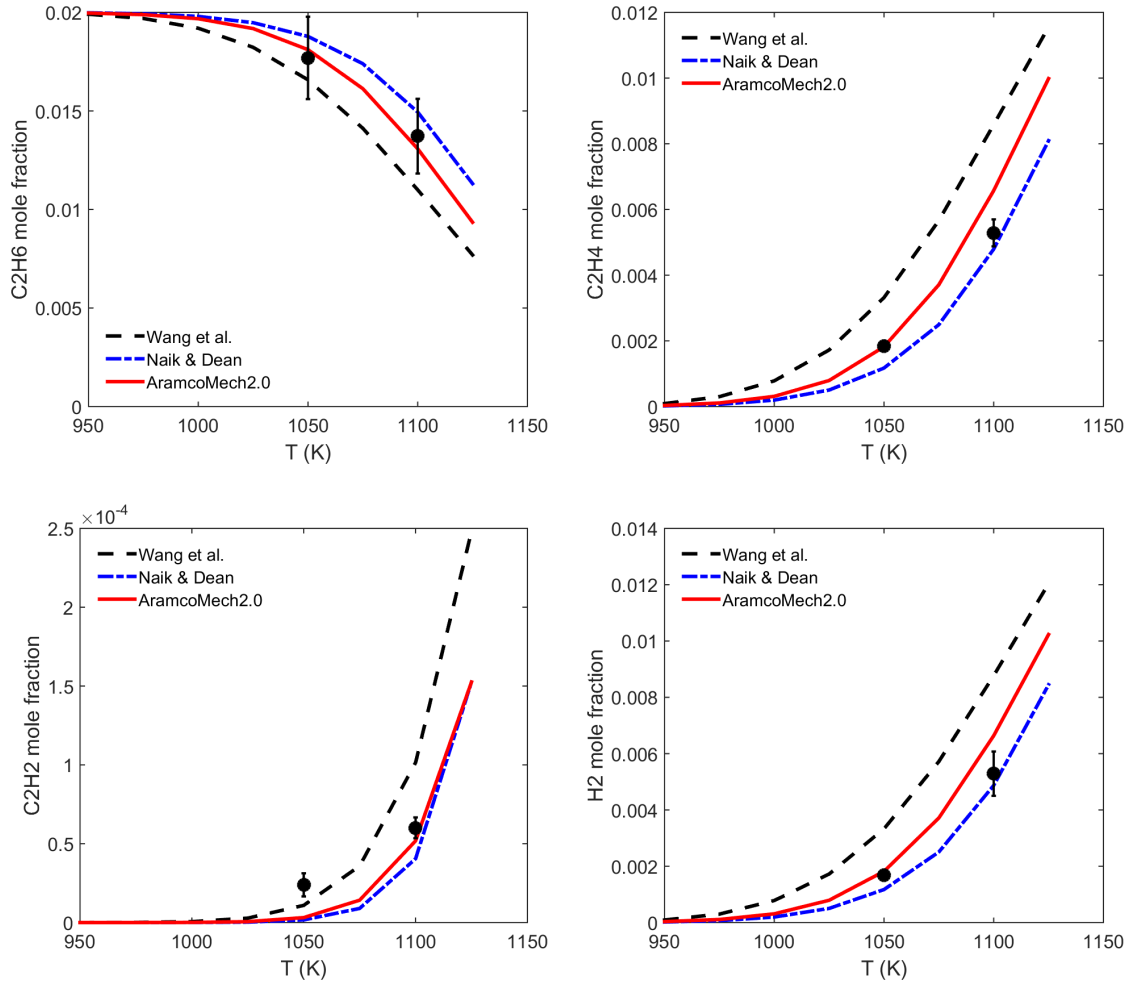 0.02
0.015
0.01
0.005
0
C2H6 mole fraction
Wang et al.
Naik & Dean
AramcoMech2.0
950 1000 1050 1100 1150
T (K)
0.012
0.01
0.008
0.006
0.004
0.002
0
C2H4 mole fraction
Wang et al.
Naik & Dean
AramcoMech2.0
950 1000 1050 1100 1150
T (K)
×10⁻⁴
2.5
2
1.5
1
0.5
0
C2H2 mole fraction
Wang et al.
Naik & Dean
AramcoMech2.0
950 1000 1050 1100 1150
T (K)
0.014
0.012
0.01
0.008
0.006
0.004
0.002
0
H2 mole fraction
Wang et al.
Naik & Dean
AramcoMech2.0
950 1000 1050 1100 1150
T (K)